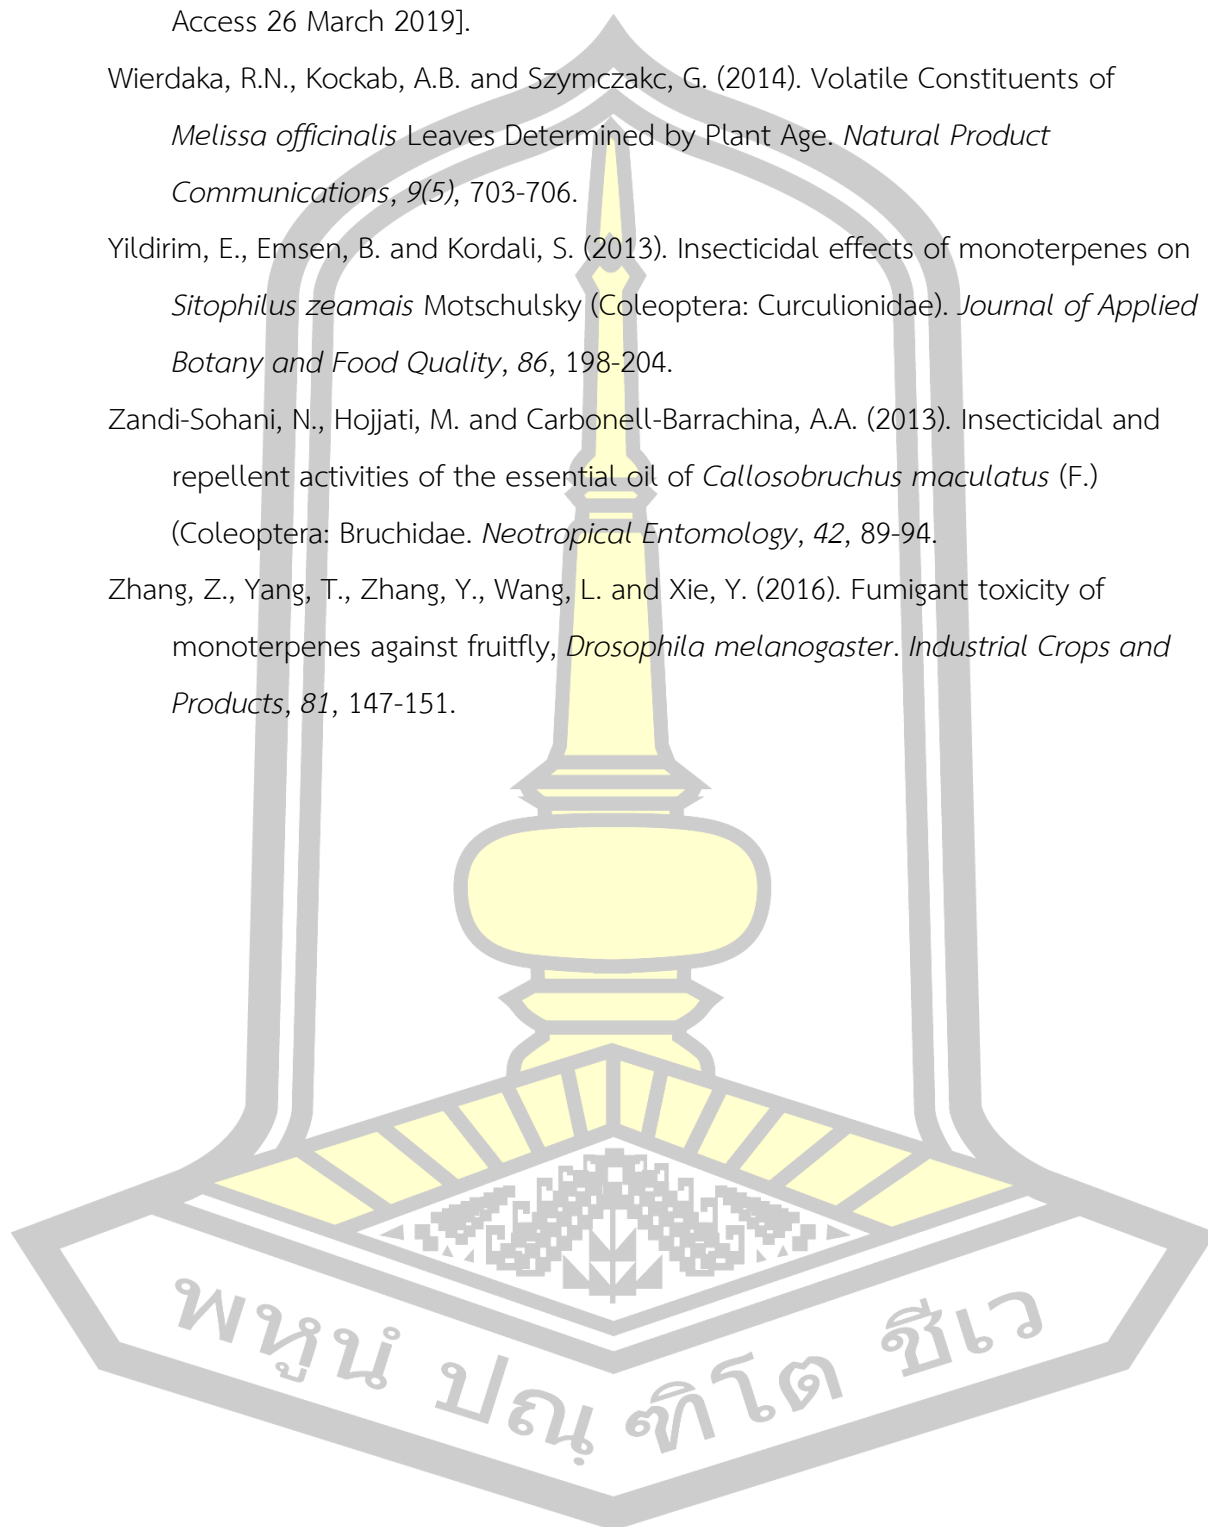 Access 26 March 2019].
Wierdaka, R.N., Kockab, A.B. and Szymczakc, G. (2014). Volatile Constituents of
Melissa officinalis Leaves Determined by Plant Age. Natural Product
Communications, 9(5), 703-706.
Yildirim, E., Emsen, B. and Kordali, S. (2013). Insecticidal effects of monoterpenes on
Sitophilus zeamais Motschulsky (Coleoptera: Curculionidae). Journal of Applied
Botany and Food Quality, 86, 198-204.
Zandi-Sohani, N., Hojjati, M. and Carbonell-Barrachina, A.A. (2013). Insecticidal and
repellent activities of the essential oil of Callosobruchus maculatus (F.)
(Coleoptera: Bruchidae. Neotropical Entomology, 42, 89-94.
Zhang, Z., Yang, T., Zhang, Y., Wang, L. and Xie, Y. (2016). Fumigant toxicity of
monoterpenes against fruitfly, Drosophila melanogaster. Industrial Crops and
Products, 81, 147-151.
พหูนํ ปณฺ ฑิโต ชีเว